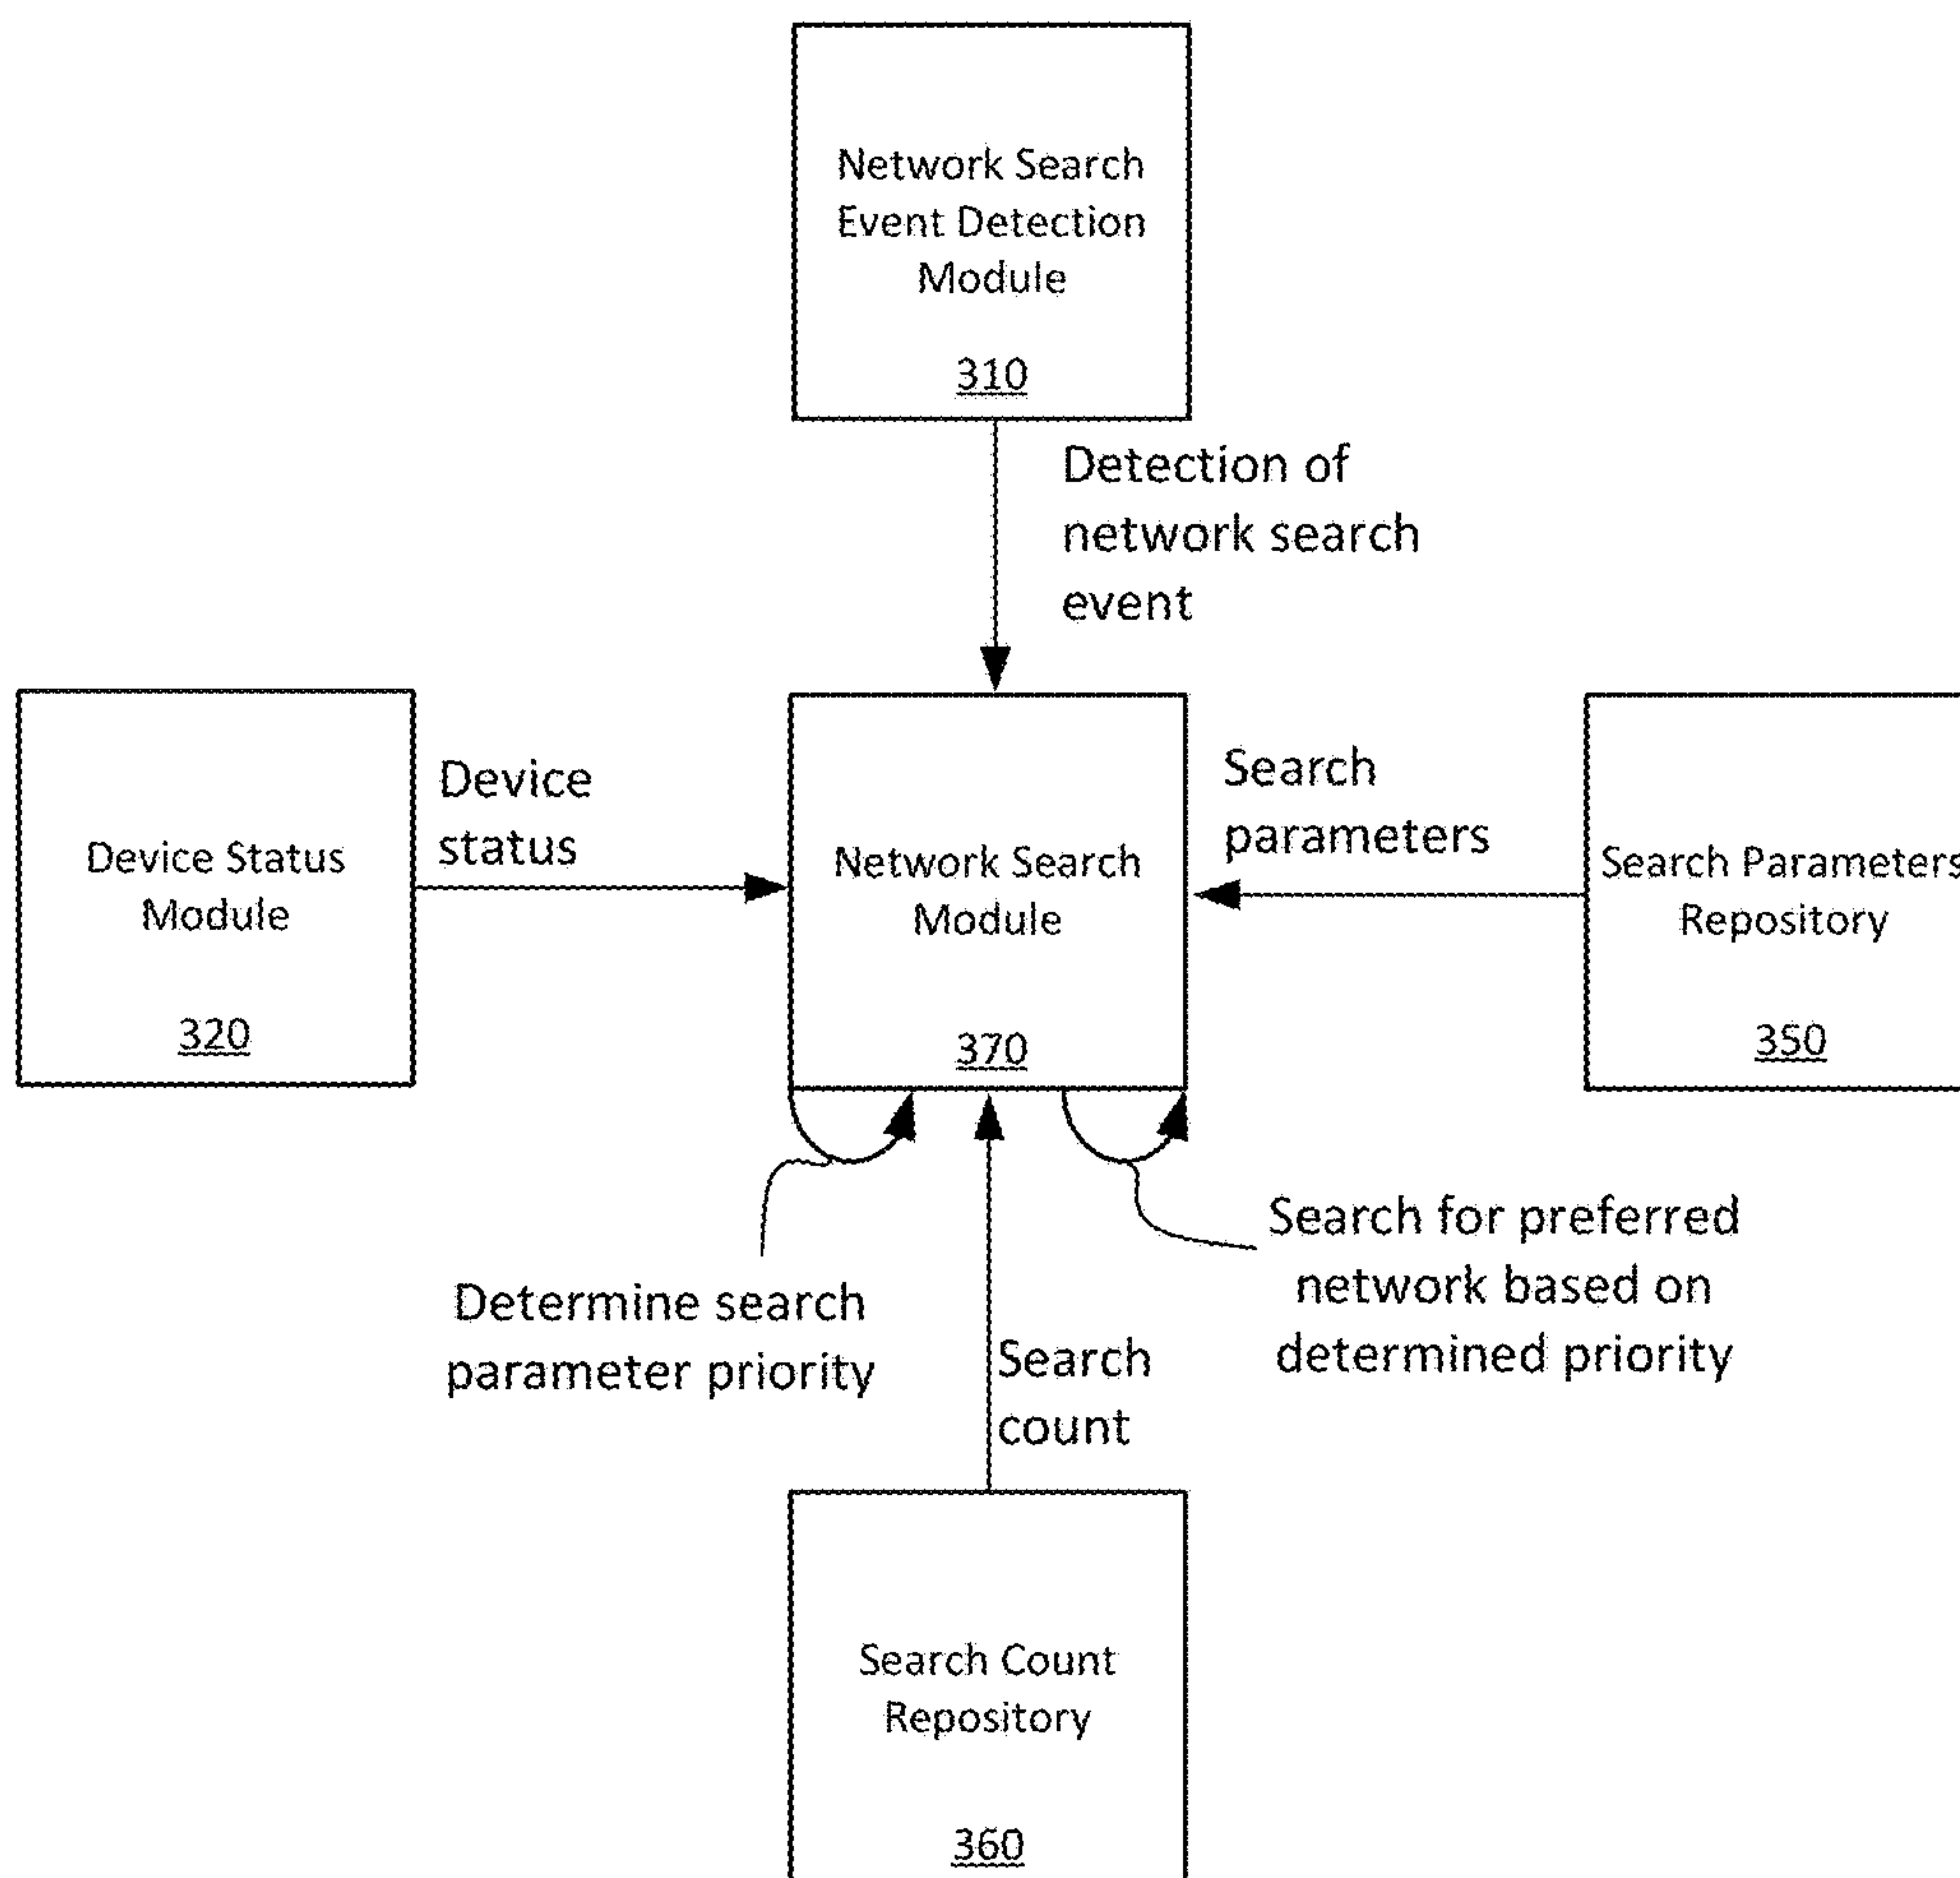 Network Search
Event Detection
Module
310
Detection of
network search
event
Device Status
Module
320
Device
status
Network Search
Module
370
Search
parameters
Search Parameters
Repository
350
Determine search
parameter priority
Search
count
Search for preferred
network based on
determined priority
Search Count
Repository
360